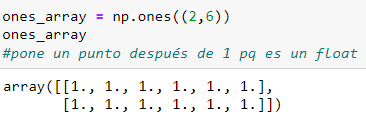 ones_array = np.ones((2,6))
ones_array
#pone un punto después de 1 pq es un float
array([[1., 1., 1., 1., 1., 1.],
       [1., 1., 1., 1., 1., 1.]])